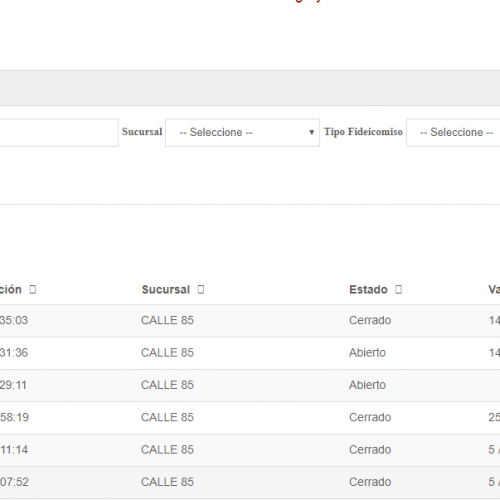 Sucursal -- Seleccione -- Tipo Fideicomiso -- Seleccione --
ción Sucursal Estado Va
35:03 CALLE 85 Cerrado 14
31:36 CALLE 85 Abierto 14
29:11 CALLE 85 Abierto
58:19 CALLE 85 Cerrado 25
11:14 CALLE 85 Cerrado 5 /
07:52 CALLE 85 Cerrado 5 /